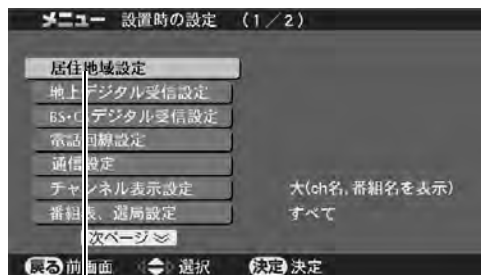 メニュー 設置時の設定 (1/2)
居住地域設定
地上デジタル受信設定
BS・CSデジタル受信設定
電話回線設定
通信設定
チャンネル表示設定 大(ch名,番組名を表示)
番組表、選局設定 すべて
次ページ
戻る 前画面 選択 決定 決定